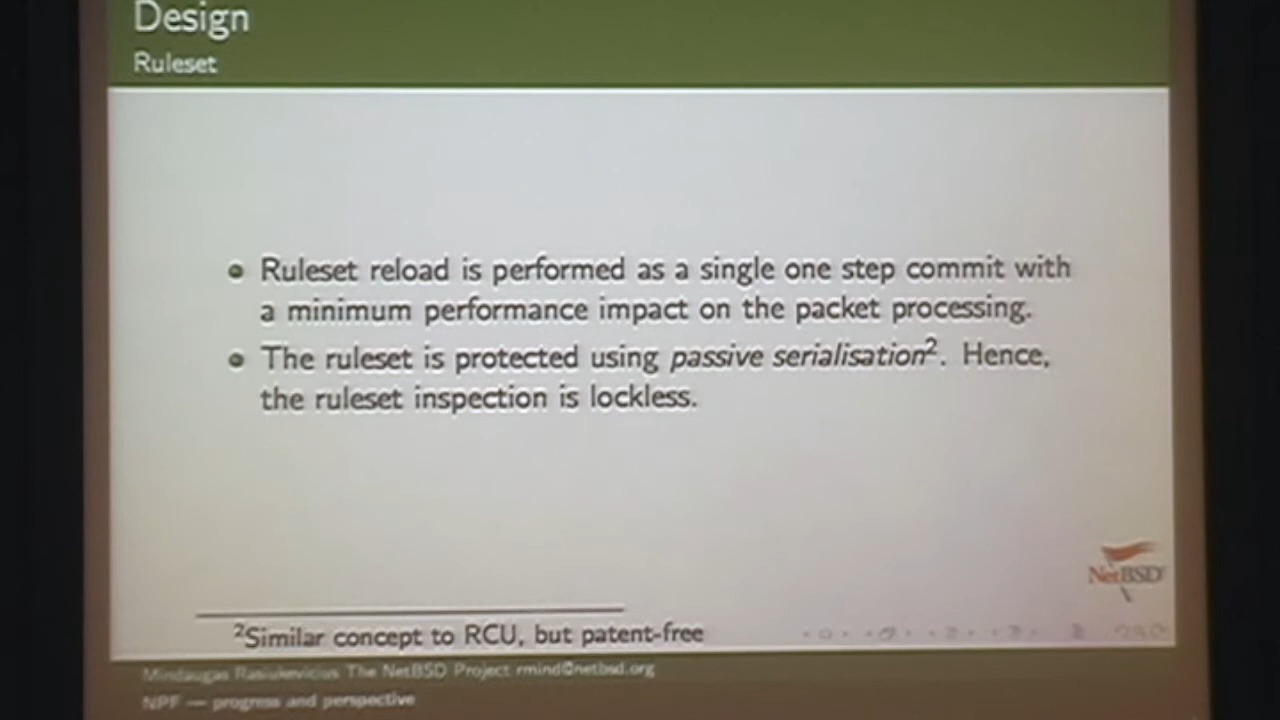 Design
Ruleset
Ruleset reload is performed as a single one step commit with
a minimum performance impact on the packet processing.
The ruleset is protected using passive serialisation². Hence,
the ruleset inspection is lockless.
NetBSD
²Similar concept to RCU, but patent-free
Mindaugas Rasiukevicius The NetBSD Project rmind@netbsd.org
NPF — progress and perspective